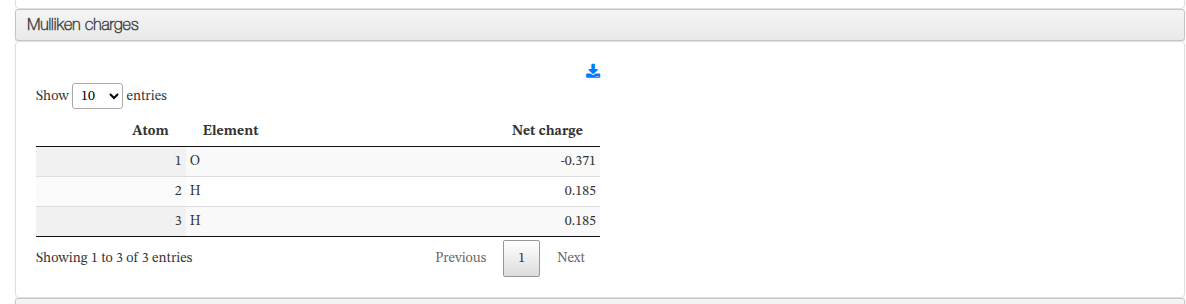 Mulliken charges
Show 10 entries
Atom Element Net charge
1 O -0.371
2 H 0.185
3 H 0.185
Showing 1 to 3 of 3 entries Previous 1 Next